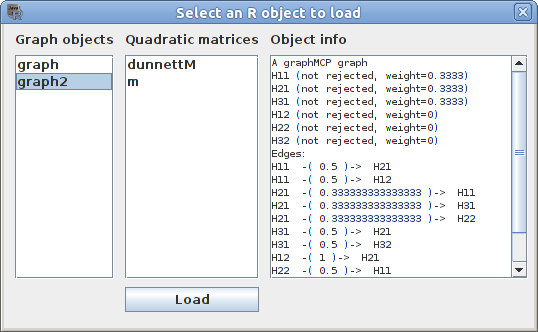 Select an R object to load
Graph objects
Quadratic matrices
Object info
graph
graph2
dunnettM
m
A graphMCP graph
H11 (not rejected, weight=0.3333)
H21 (not rejected, weight=0.3333)
H31 (not rejected, weight=0.3333)
H12 (not rejected, weight=0)
H22 (not rejected, weight=0)
H32 (not rejected, weight=0)
Edges:
H11 -( 0.5 )-> H21
H11 -( 0.5 )-> H12
H21 -( 0.333333333333333 )-> H11
H21 -( 0.333333333333333 )-> H31
H21 -( 0.333333333333333 )-> H22
H31 -( 0.5 )-> H21
H31 -( 0.5 )-> H32
H12 -( 1 )-> H21
H22 -( 0.5 )-> H11
Load